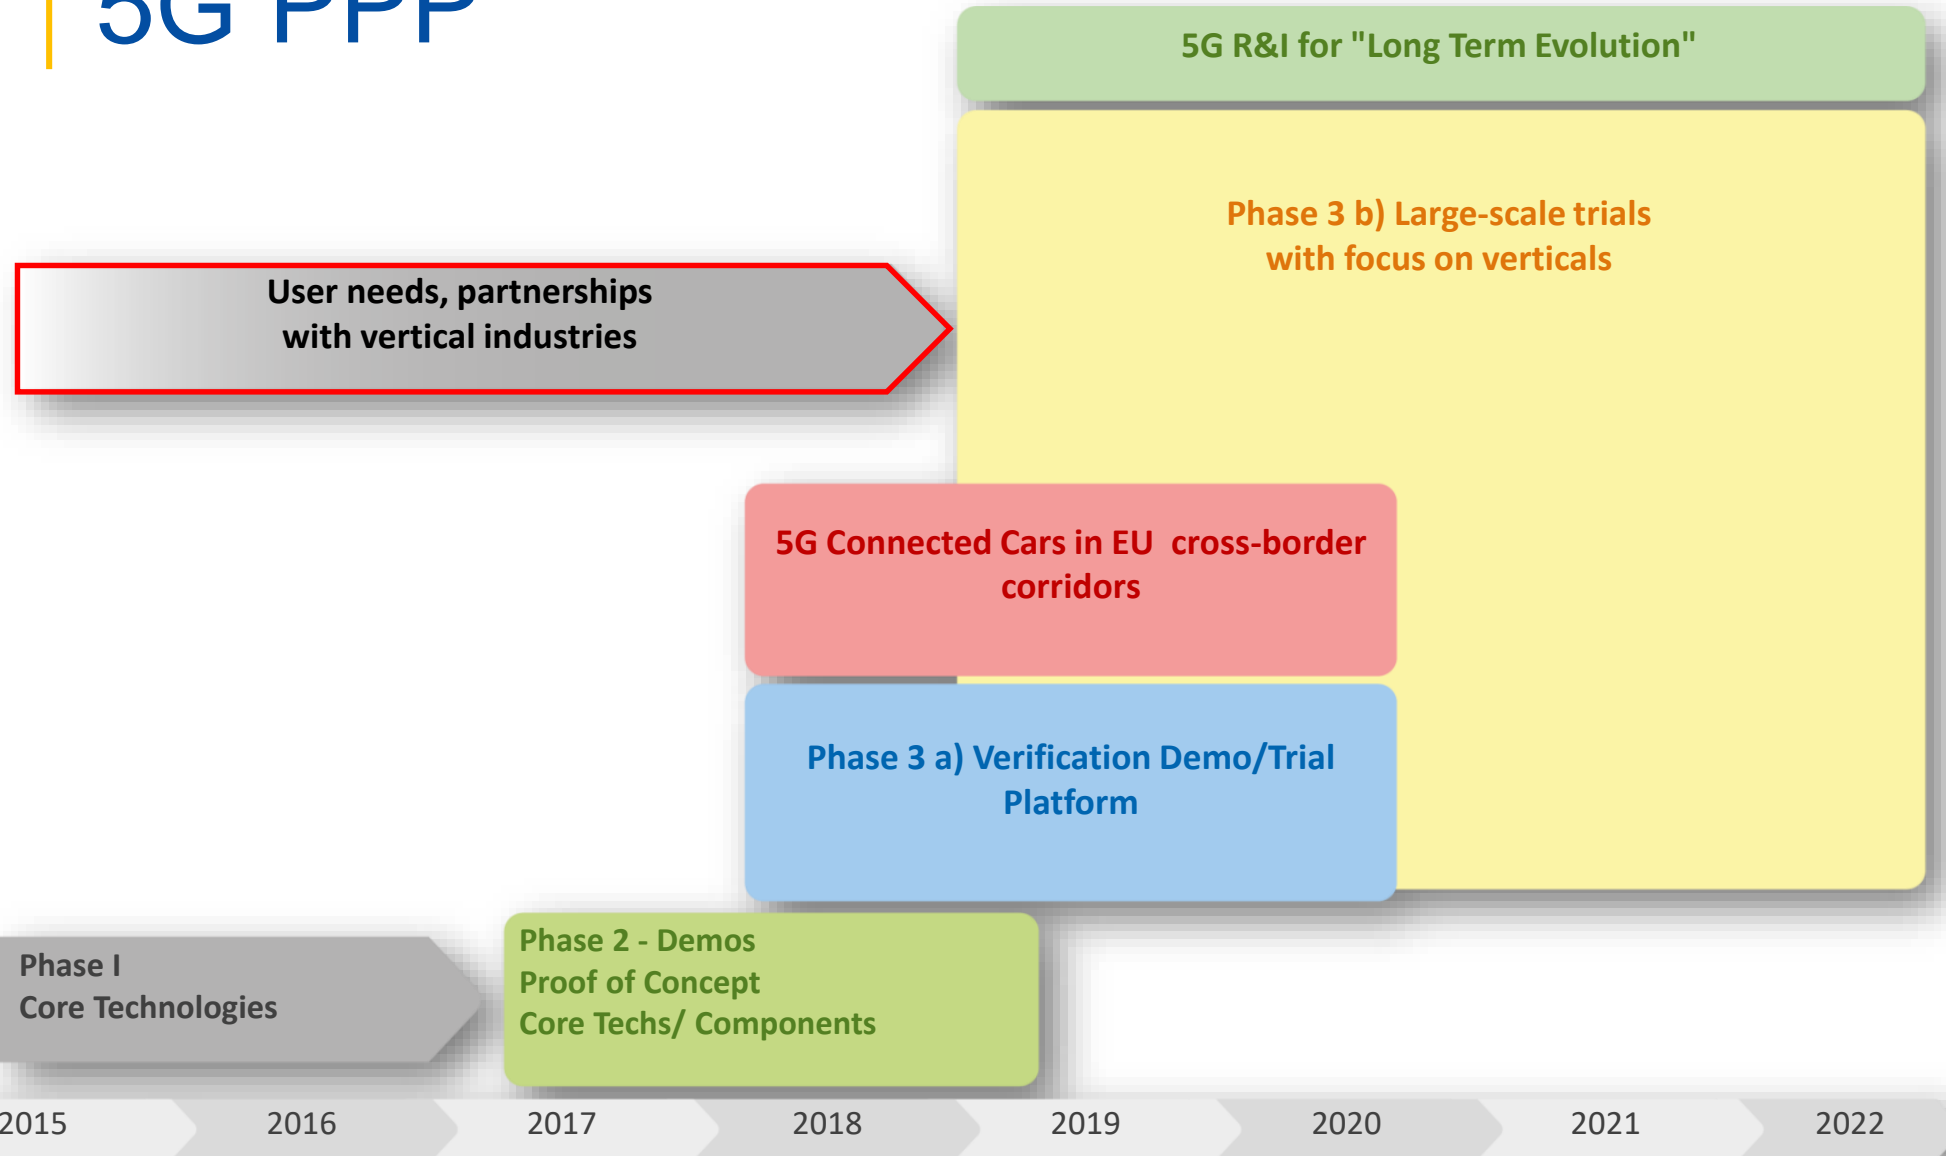 5G PPP
5G R&I for "Long Term Evolution"
Phase 3 b) Large-scale trials
with focus on verticals
User needs, partnerships
with vertical industries
5G Connected Cars in EU  cross-border
corridors
Phase 3 a) Verification Demo/Trial
Platform
Phase I
Core Technologies
Phase 2 - Demos
Proof of Concept
Core Techs/ Components
2015 2016 2017 2018 2019 2020 2021 2022